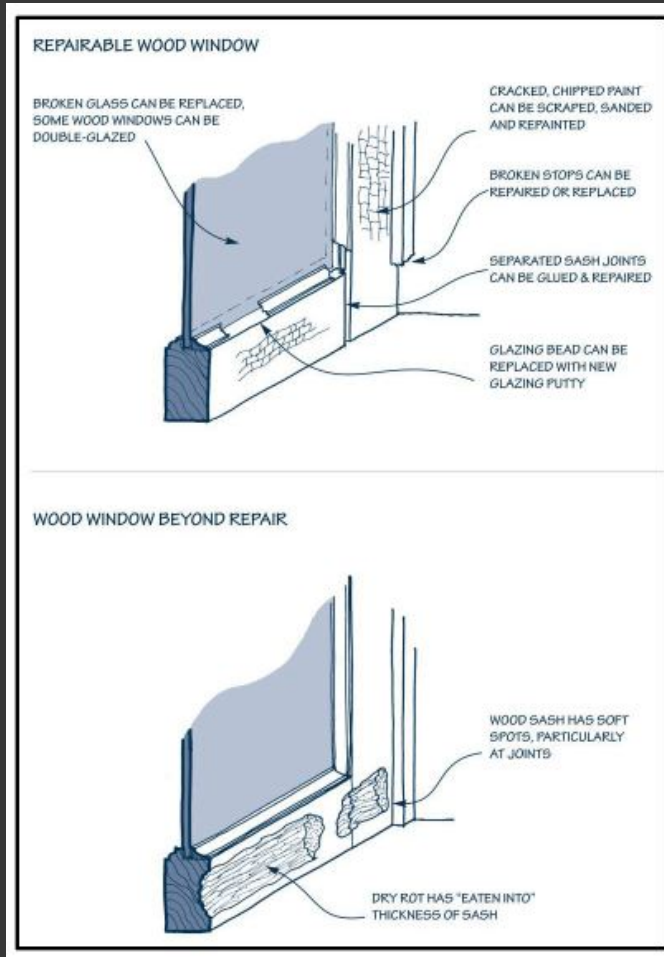 REPAIRABLE WOOD WINDOW
BROKEN GLASS CAN BE REPLACED,
SOME WOOD WINDOWS CAN BE
DOUBLE-GLAZED
CRACKED, CHIPPED PAINT
CAN BE SCRAPED, SANDED
AND REPAINTED
BROKEN STOPS CAN BE
REPAIRED OR REPLACED
SEPARATED SASH JOINTS
CAN BE GLUED & REPAIRED
GLAZING BEAD CAN BE
REPLACED WITH NEW
GLAZING PUTTY
WOOD WINDOW BEYOND REPAIR
WOOD SASH HAS SOFT
SPOTS, PARTICULARLY
AT JOINTS
DRY ROT HAS "EATEN INTO"
THICKNESS OF SASH